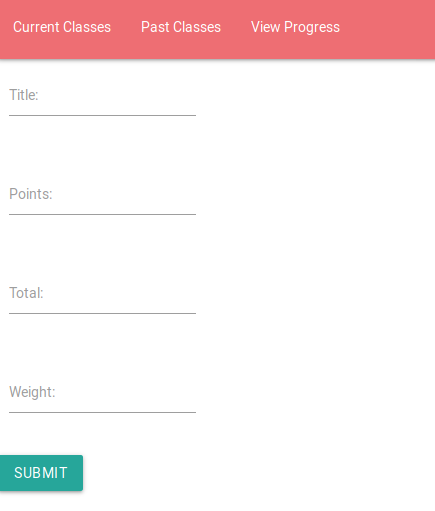 Current Classes Past Classes View Progress
Title:
Points:
Total:
Weight:
SUBMIT